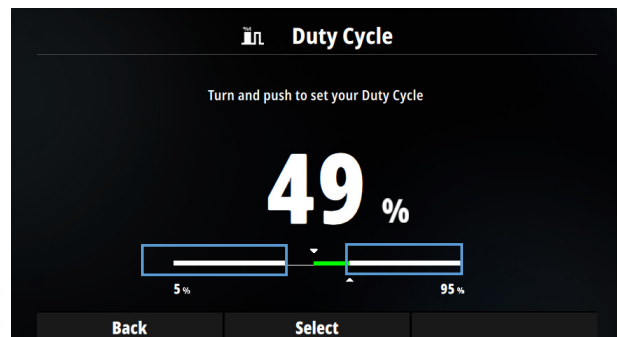 Duty Cycle
Turn and push to set your Duty Cycle
49 %
5 %
95 %
Back
Select